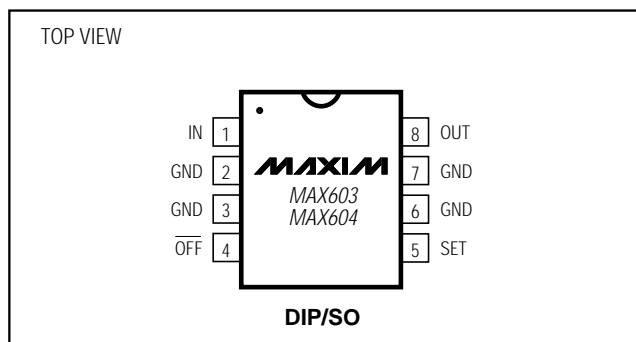 TOP VIEW
IN 1
8 OUT
GND 2
MAXIM
7 GND
MAX603
GND 3
MAX604
6 GND
OFF 4
5 SET
DIP/SO